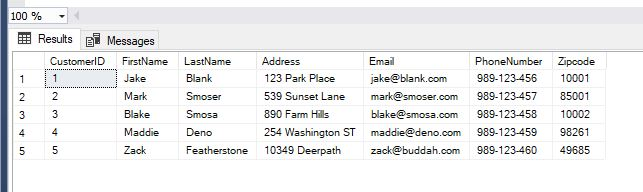 100 %
Results Messages
CustomerID FirstName LastName Address Email PhoneNumber Zipcode
1 1 Jake Blank 123 Park Place jake@blank.com 989-123-456 10001
2 2 Mark Smoser 539 Sunset Lane mark@smoser.com 989-123-457 85001
3 3 Blake Smosa 890 Farm Hills blake@smosa.com 989-123-458 10002
4 4 Maddie Deno 254 Washington ST maddie@deno.com 989-123-459 98261
5 5 Zack Featherstone 10349 Deerpath zack@buddah.com 989-123-460 49685